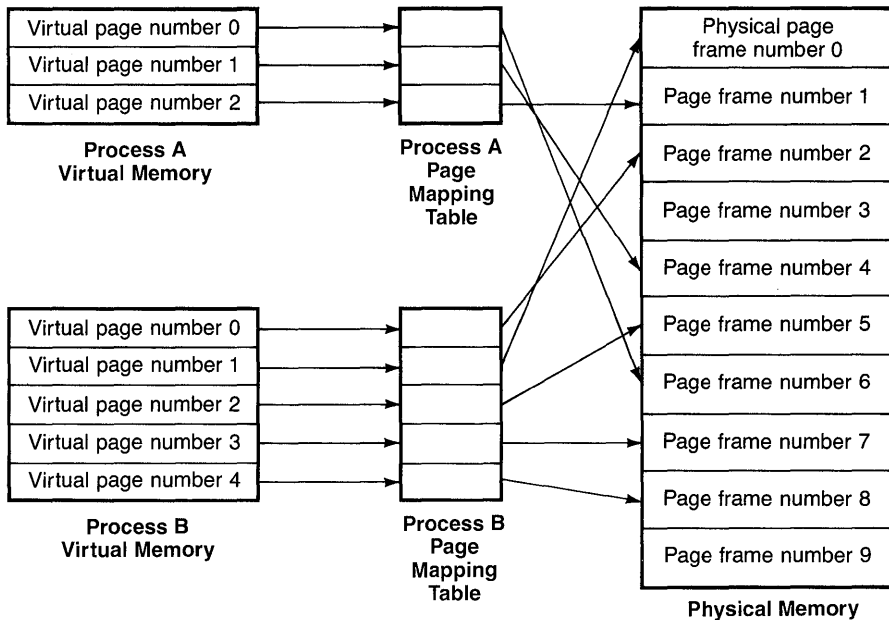 Virtual page number 0
Virtual page number 1
Virtual page number 2
Process A
Virtual Memory
Process A
Page
Mapping
Table
Virtual page number 0
Virtual page number 1
Virtual page number 2
Virtual page number 3
Virtual page number 4
Process B
Virtual Memory
Process B
Page
Mapping
Table
Physical page
frame number 0
Page frame number 1
Page frame number 2
Page frame number 3
Page frame number 4
Page frame number 5
Page frame number 6
Page frame number 7
Page frame number 8
Page frame number 9
Physical Memory